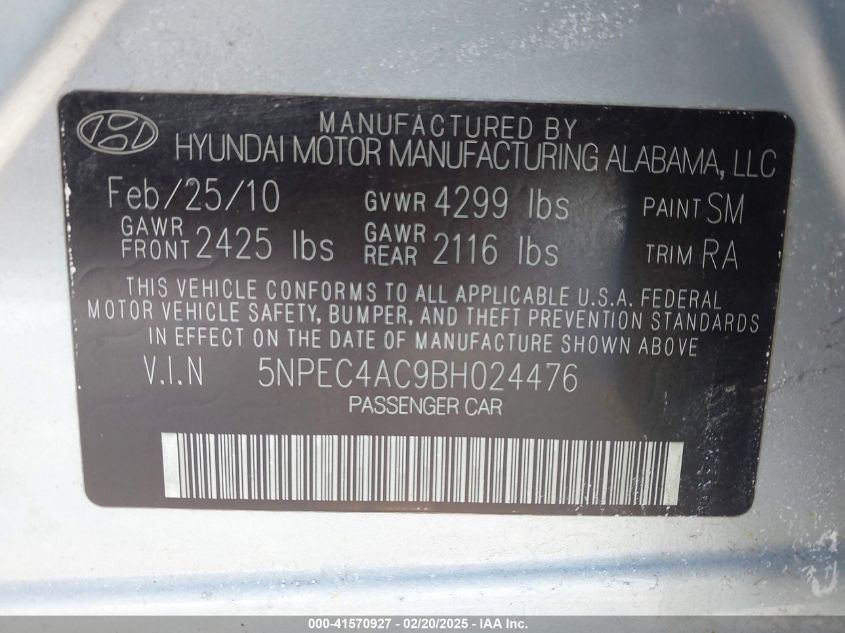 MANUFACTURED BY
HYUNDAI MOTOR MANUFACTURING ALABAMA, LLC
Feb/25/10 GVWR 4299 lbs PAINT SM
GAWR FRONT 2425 lbs GAWR REAR 2116 lbs TRIM RA
THIS VEHICLE CONFORMS TO ALL APPLICABLE U.S.A. FEDERAL
MOTOR VEHICLE SAFETY, BUMPER, AND THEFT PREVENTION STANDARDS
IN EFFECT ON THE DATE OF MANUFACTURE SHOWN ABOVE
V.I.N 5NPEC4AC9BH024476
PASSENGER CAR
000-41570927 - 02/20/2025 - IAA Inc.